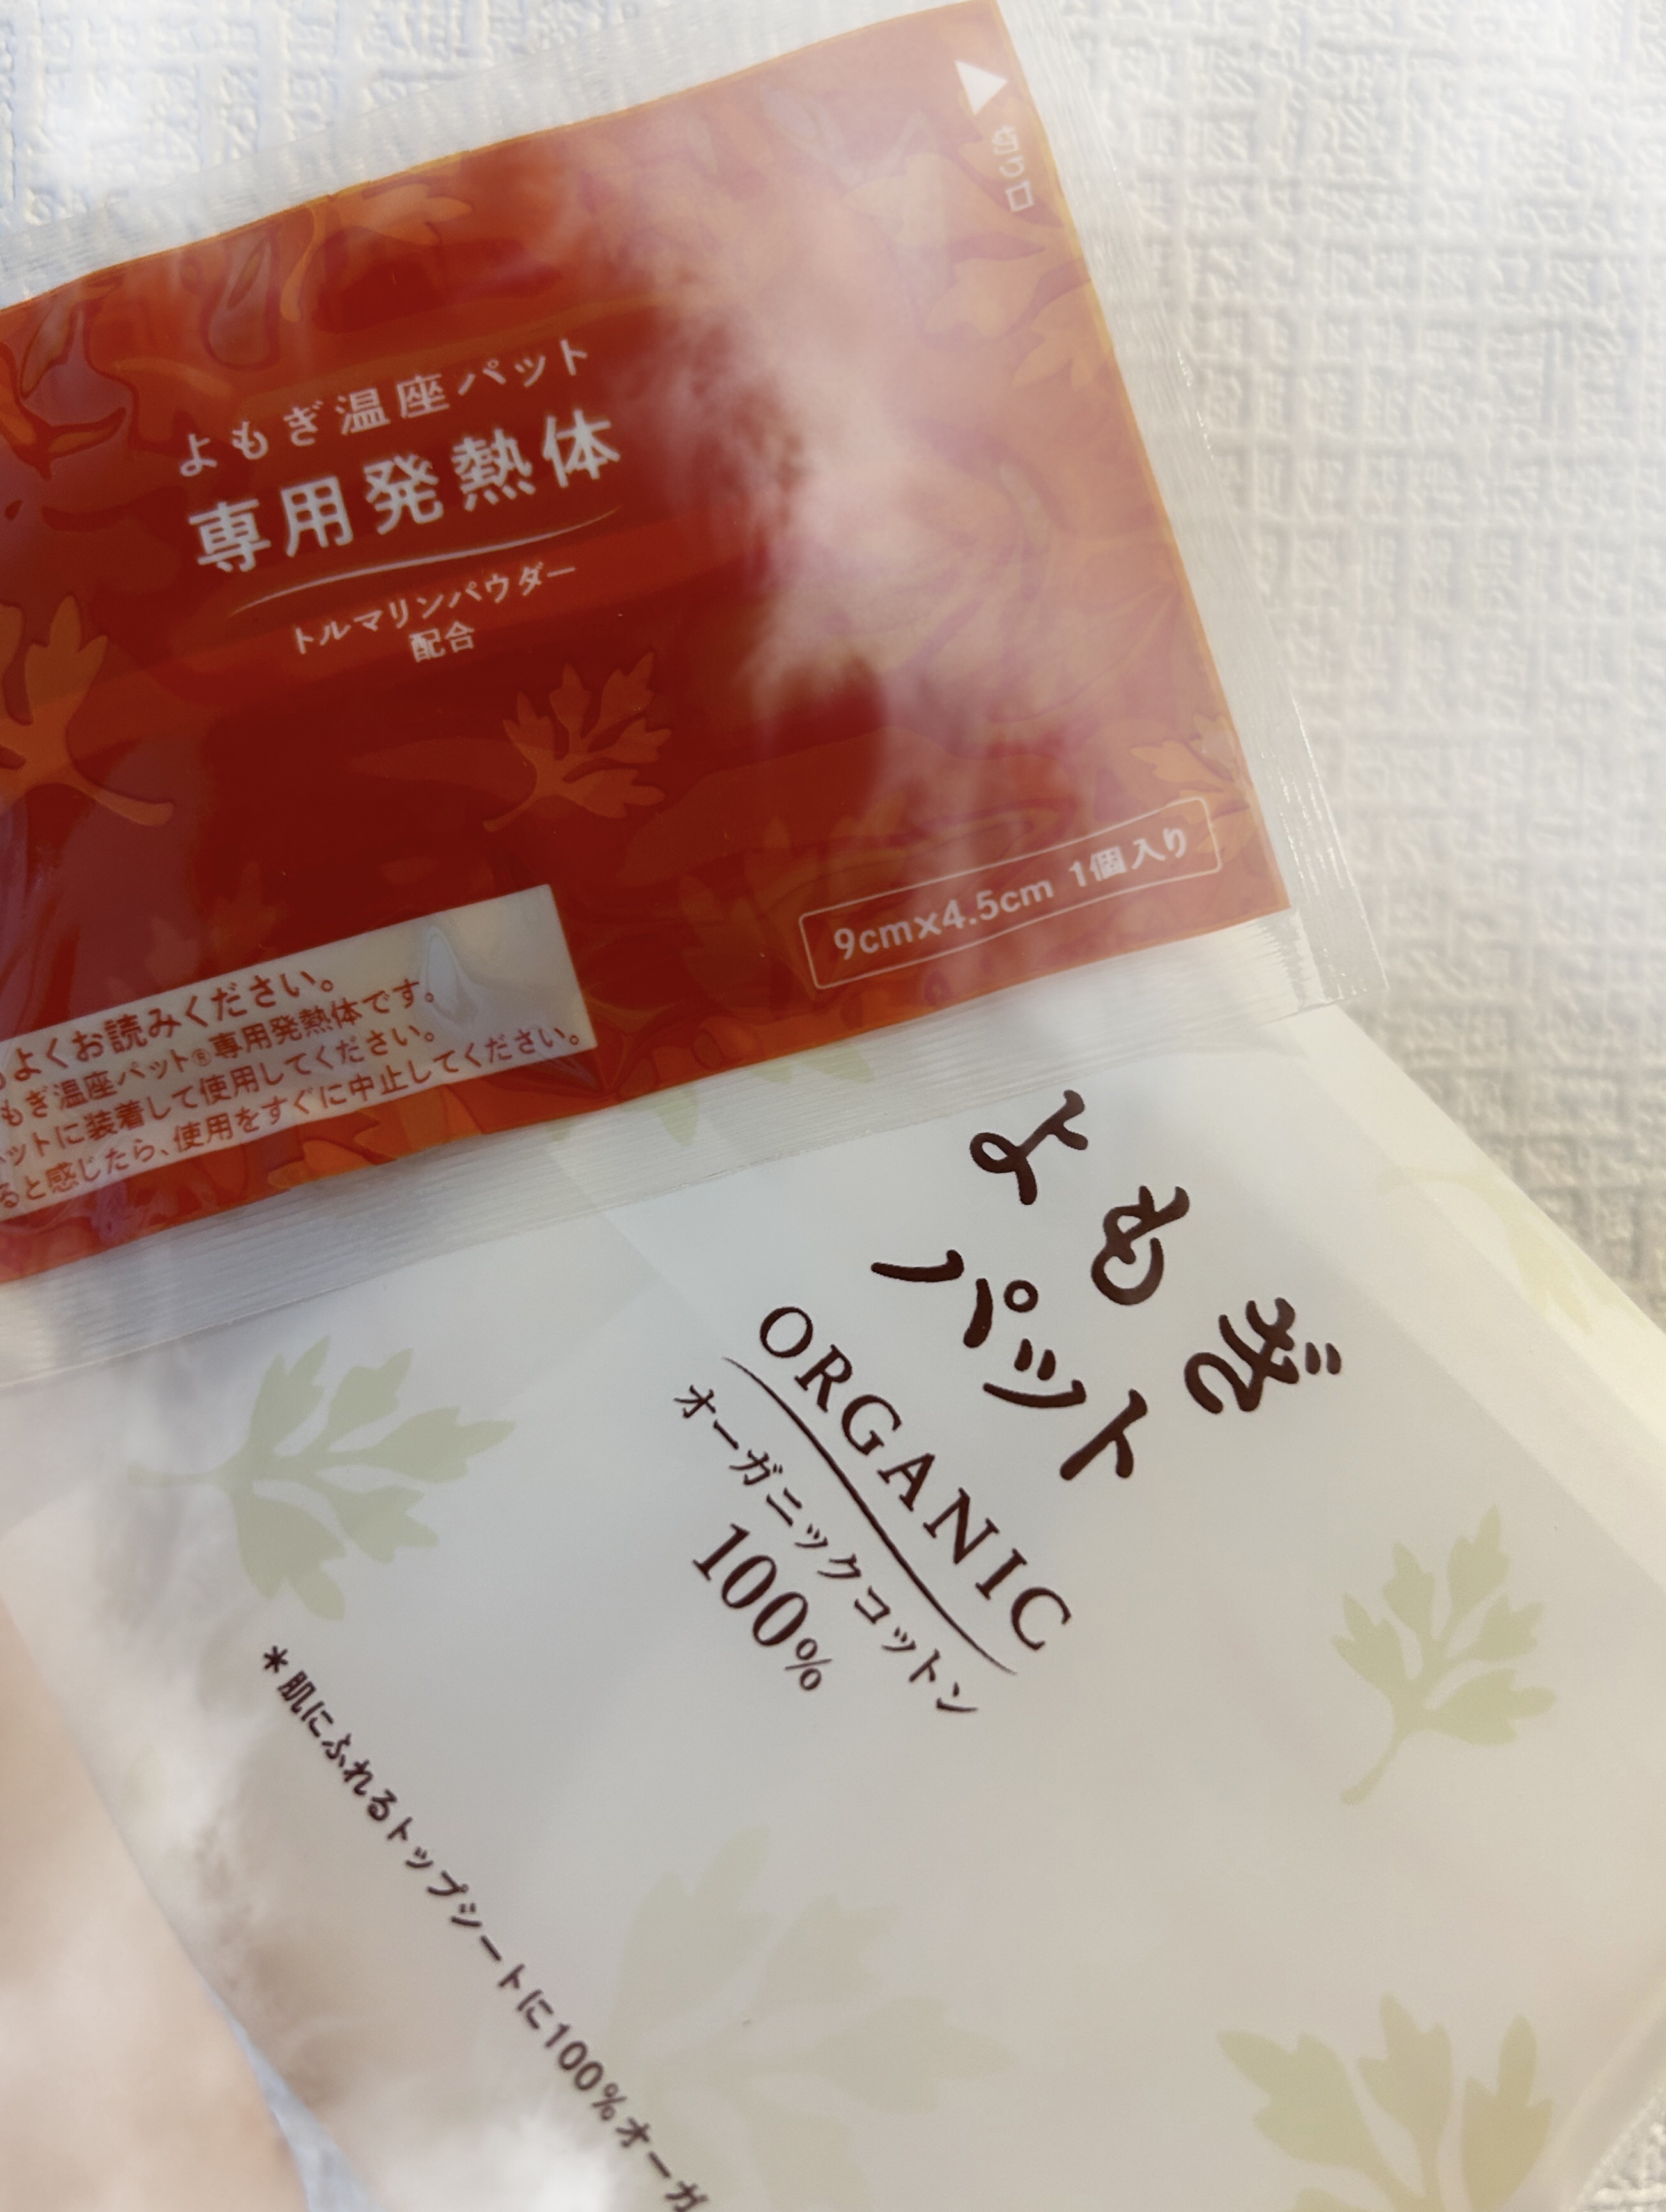 切り口
よもぎ温座パット
専用発熱体
トルマリンパウダー
配合
9cm×4.5cm 1個入り
よくお読みください。
もぎ温座パット®専用発熱体です。
ットに装着して使用してください。
ると感じたら、使用をすぐに中止してください。
よもぎ
パット
ORGANIC
オーガニックコットン
100%
*肌にふれるトップシートに100%オーガ